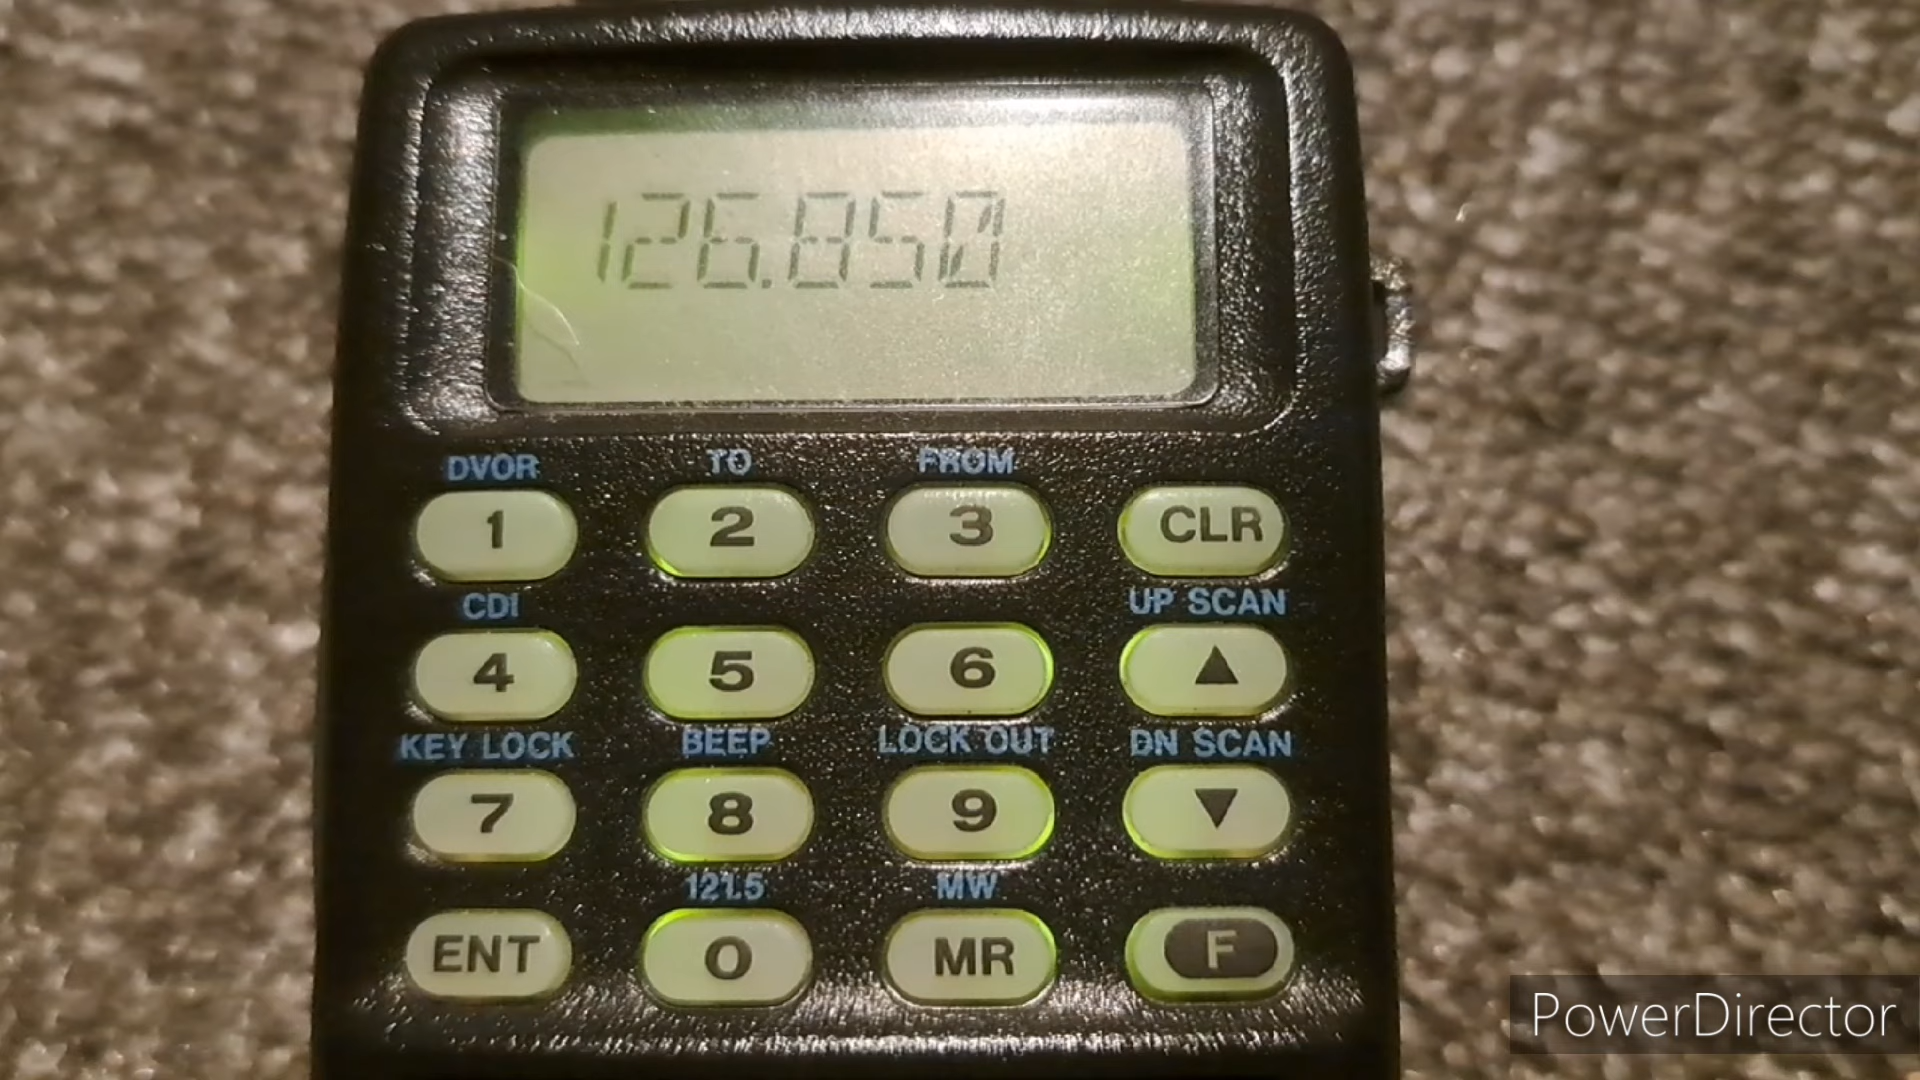 126.850
DVOR TO FROM
1 2 3 CLR
CDI UP SCAN
4 5 6 ▲
KEY LOCK BEEP LOCK OUT DN SCAN
7 8 9 ▼
121.5 MW
ENT 0 MR F
PowerDirector